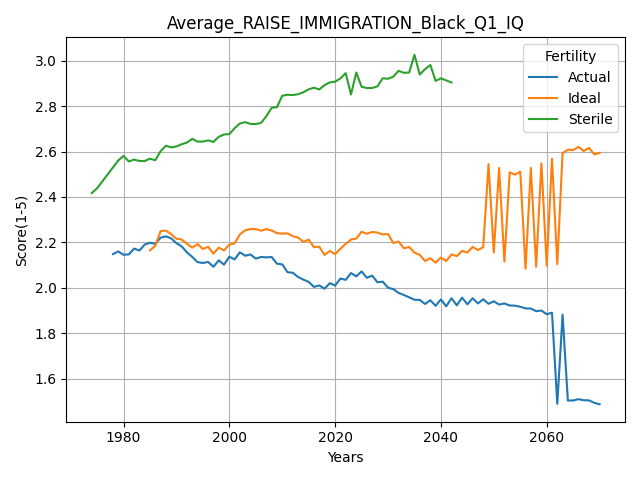 Average_RAISE_IMMIGRATION_Black_Q1_IQ
Fertility
Actual
Ideal
Sterile
Score(1-5)
3.0
2.8
2.6
2.4
2.2
2.0
1.8
1.6
1980
2000
2020
2040
2060
Years